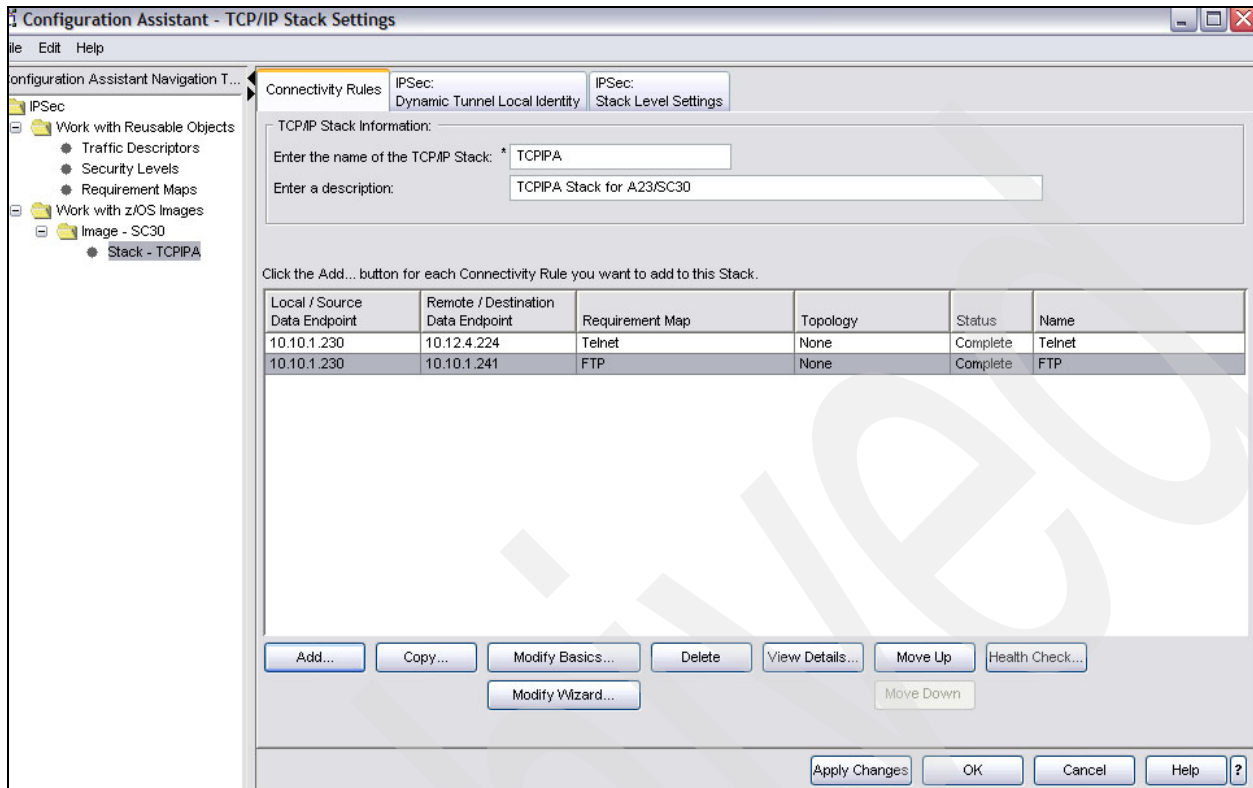 Configuration Assistant - TCP/IP Stack Settings
ile Edit Help
onfiguration Assistant Navigation T...
IPSec
Work with Reusable Objects
Traffic Descriptors
Security Levels
Requirement Maps
Work with z/OS Images
Image - SC30
Stack - TCPIPA
Connectivity Rules
IPSec:
Dynamic Tunnel Local Identity
IPSec:
Stack Level Settings
TCP/IP Stack Information:
Enter the name of the TCP/IP Stack: * TCPIPA
Enter a description: TCPIPA Stack for A23/SC30
Click the Add... button for each Connectivity Rule you want to add to this Stack.
Local / Source
Data Endpoint
Remote / Destination
Data Endpoint
Requirement Map
Topology
Status
Name
10.10.1.230 10.12.4.224 Telnet None Complete Telnet
10.10.1.230 10.10.1.241 FTP None Complete FTP
Add... Copy... Modify Basics... Delete View Details... Move Up Health Check...
Modify Wizard... Move Down
Apply Changes OK Cancel Help ?